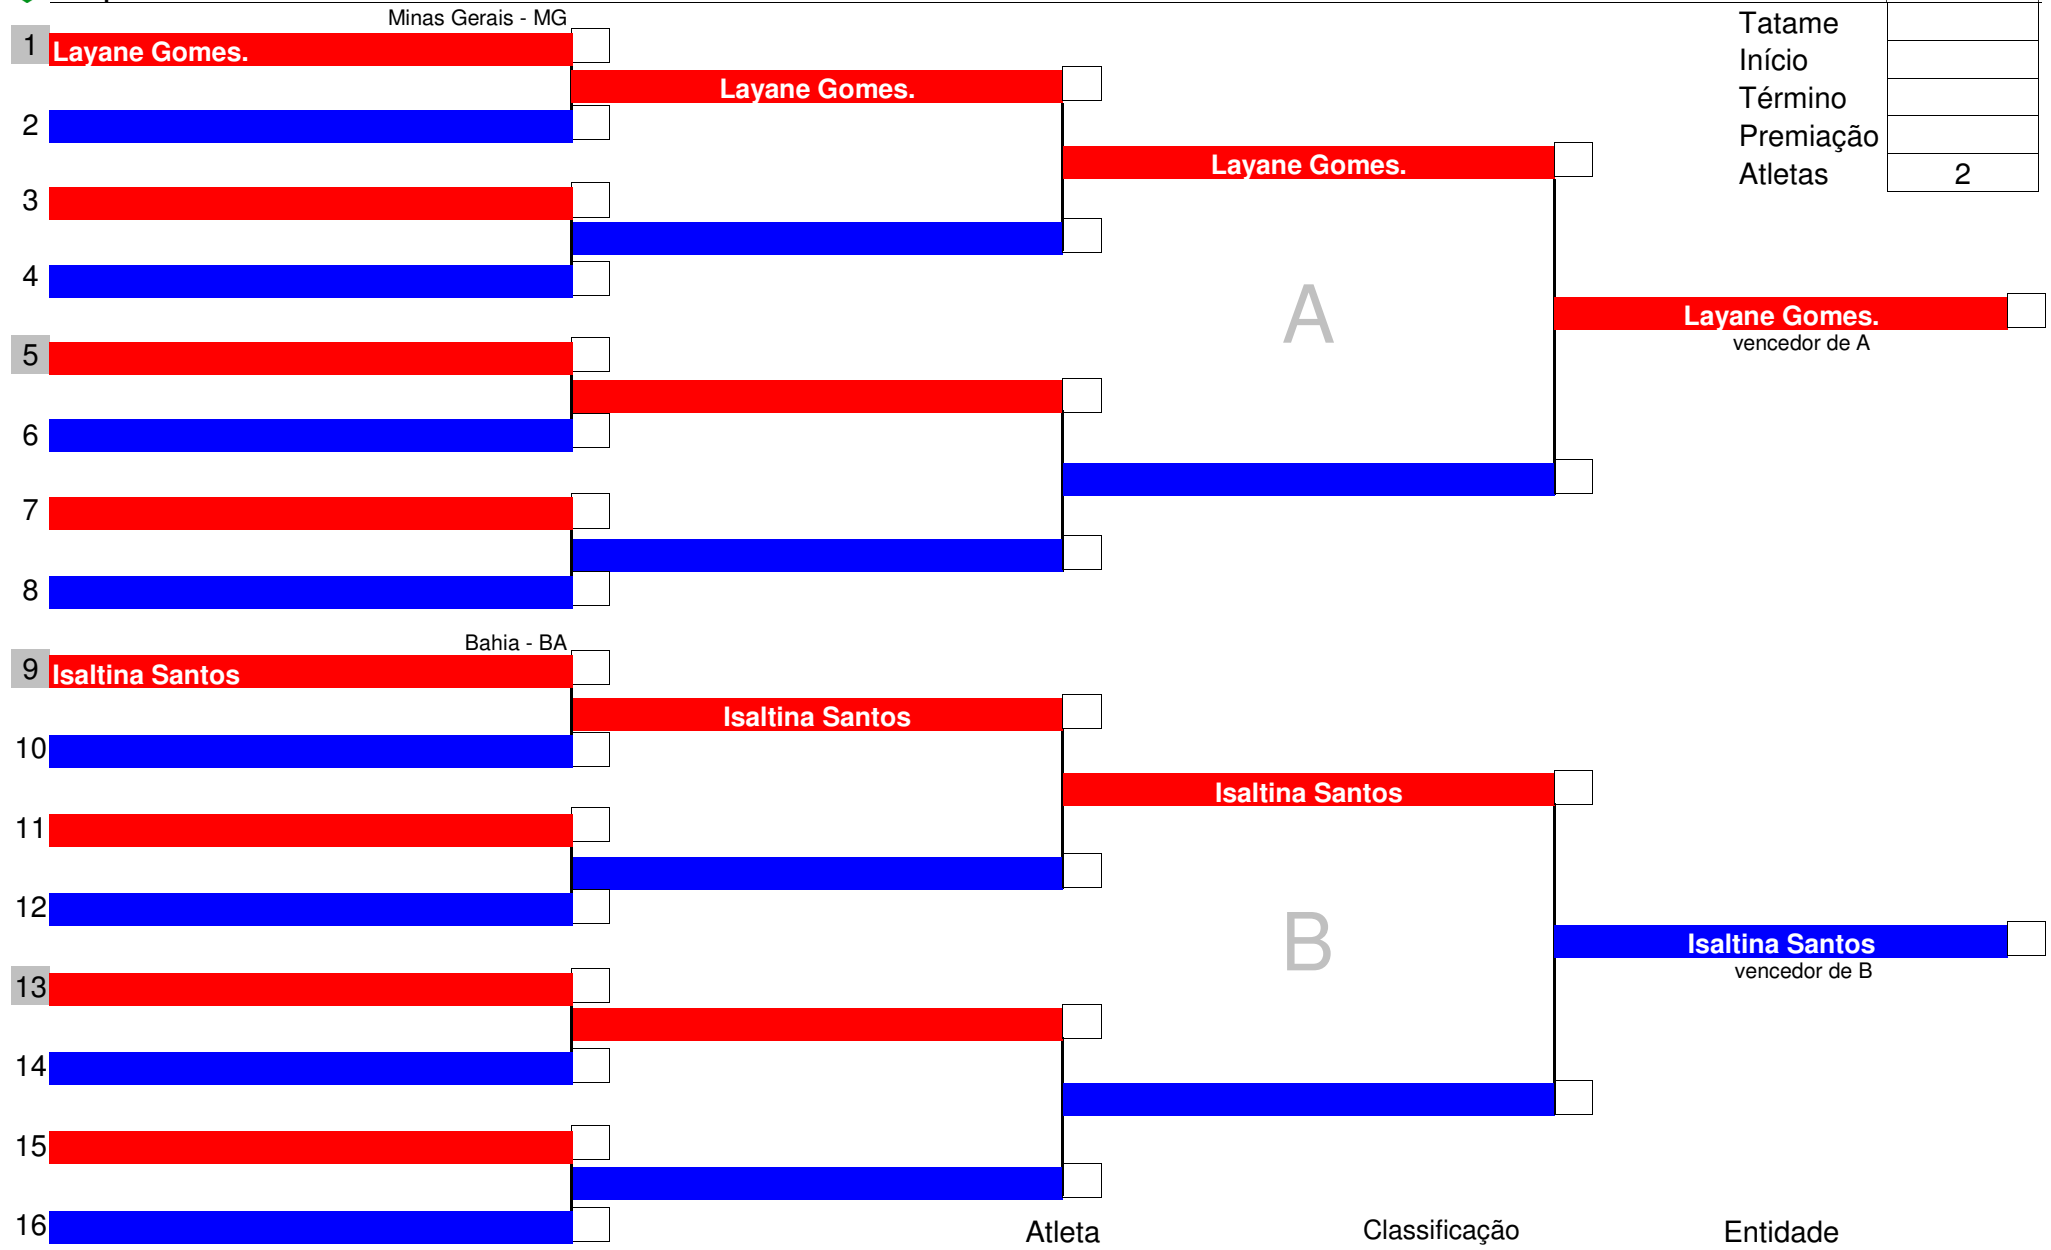 Minas Gerais - MG
Tatame
1 Layane Gomes.
Início
Layane Gomes.
Término
2
Premiação
Layane Gomes.
Atletas 2
3
4
A
Layane Gomes.
vencedor de A
5
6
7
8
Bahia - BA
9 Isaltina Santos
Isaltina Santos
10
Isaltina Santos
11
12
B
Isaltina Santos
vencedor de B
13
14
15
16
Atleta Classificação Entidade